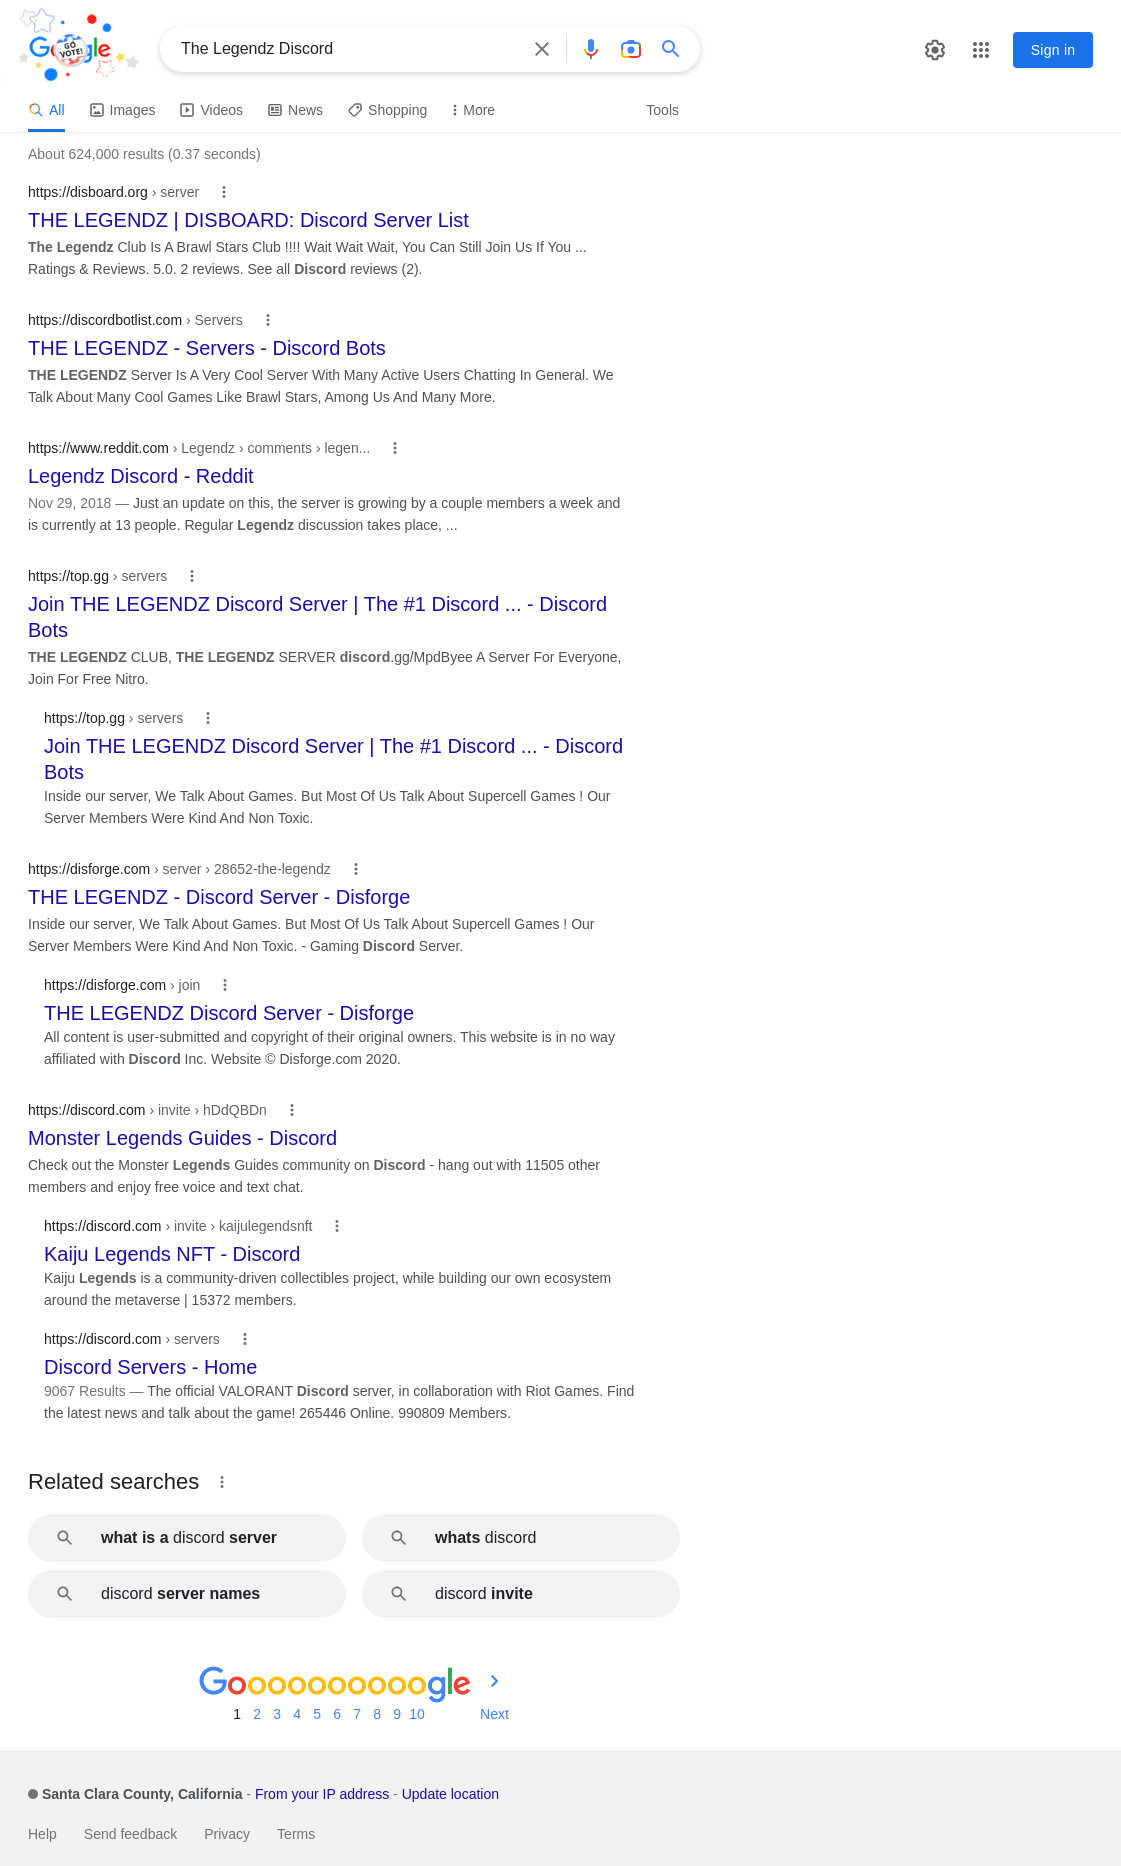 GO VOTE!
The Legendz Discord
Sign in
All Images Videos News Shopping More Tools
About 624,000 results (0.37 seconds)
https://disboard.org › server
THE LEGENDZ | DISBOARD: Discord Server List
The Legendz Club Is A Brawl Stars Club !!!! Wait Wait Wait, You Can Still Join Us If You ...
Ratings & Reviews. 5.0. 2 reviews. See all Discord reviews (2).
https://discordbotlist.com › Servers
THE LEGENDZ - Servers - Discord Bots
THE LEGENDZ Server Is A Very Cool Server With Many Active Users Chatting In General. We
Talk About Many Cool Games Like Brawl Stars, Among Us And Many More.
https://www.reddit.com › Legendz › comments › legen...
Legendz Discord - Reddit
Nov 29, 2018 — Just an update on this, the server is growing by a couple members a week and
is currently at 13 people. Regular Legendz discussion takes place, ...
https://top.gg › servers
Join THE LEGENDZ Discord Server | The #1 Discord ... - Discord
Bots
THE LEGENDZ CLUB, THE LEGENDZ SERVER discord.gg/MpdByee A Server For Everyone,
Join For Free Nitro.
https://top.gg › servers
Join THE LEGENDZ Discord Server | The #1 Discord ... - Discord
Bots
Inside our server, We Talk About Games. But Most Of Us Talk About Supercell Games ! Our
Server Members Were Kind And Non Toxic.
https://disforge.com › server › 28652-the-legendz
THE LEGENDZ - Discord Server - Disforge
Inside our server, We Talk About Games. But Most Of Us Talk About Supercell Games ! Our
Server Members Were Kind And Non Toxic. - Gaming Discord Server.
https://disforge.com › join
THE LEGENDZ Discord Server - Disforge
All content is user-submitted and copyright of their original owners. This website is in no way
affiliated with Discord Inc. Website © Disforge.com 2020.
https://discord.com › invite › hDdQBDn
Monster Legends Guides - Discord
Check out the Monster Legends Guides community on Discord - hang out with 11505 other
members and enjoy free voice and text chat.
https://discord.com › invite › kaijulegendsnft
Kaiju Legends NFT - Discord
Kaiju Legends is a community-driven collectibles project, while building our own ecosystem
around the metaverse | 15372 members.
https://discord.com › servers
Discord Servers - Home
9067 Results — The official VALORANT Discord server, in collaboration with Riot Games. Find
the latest news and talk about the game! 265446 Online. 990809 Members.
Related searches
what is a discord server
whats discord
discord server names
discord invite
Goooooooooogle
1 2 3 4 5 6 7 8 9 10 Next
Santa Clara County, California - From your IP address - Update location
Help Send feedback Privacy Terms